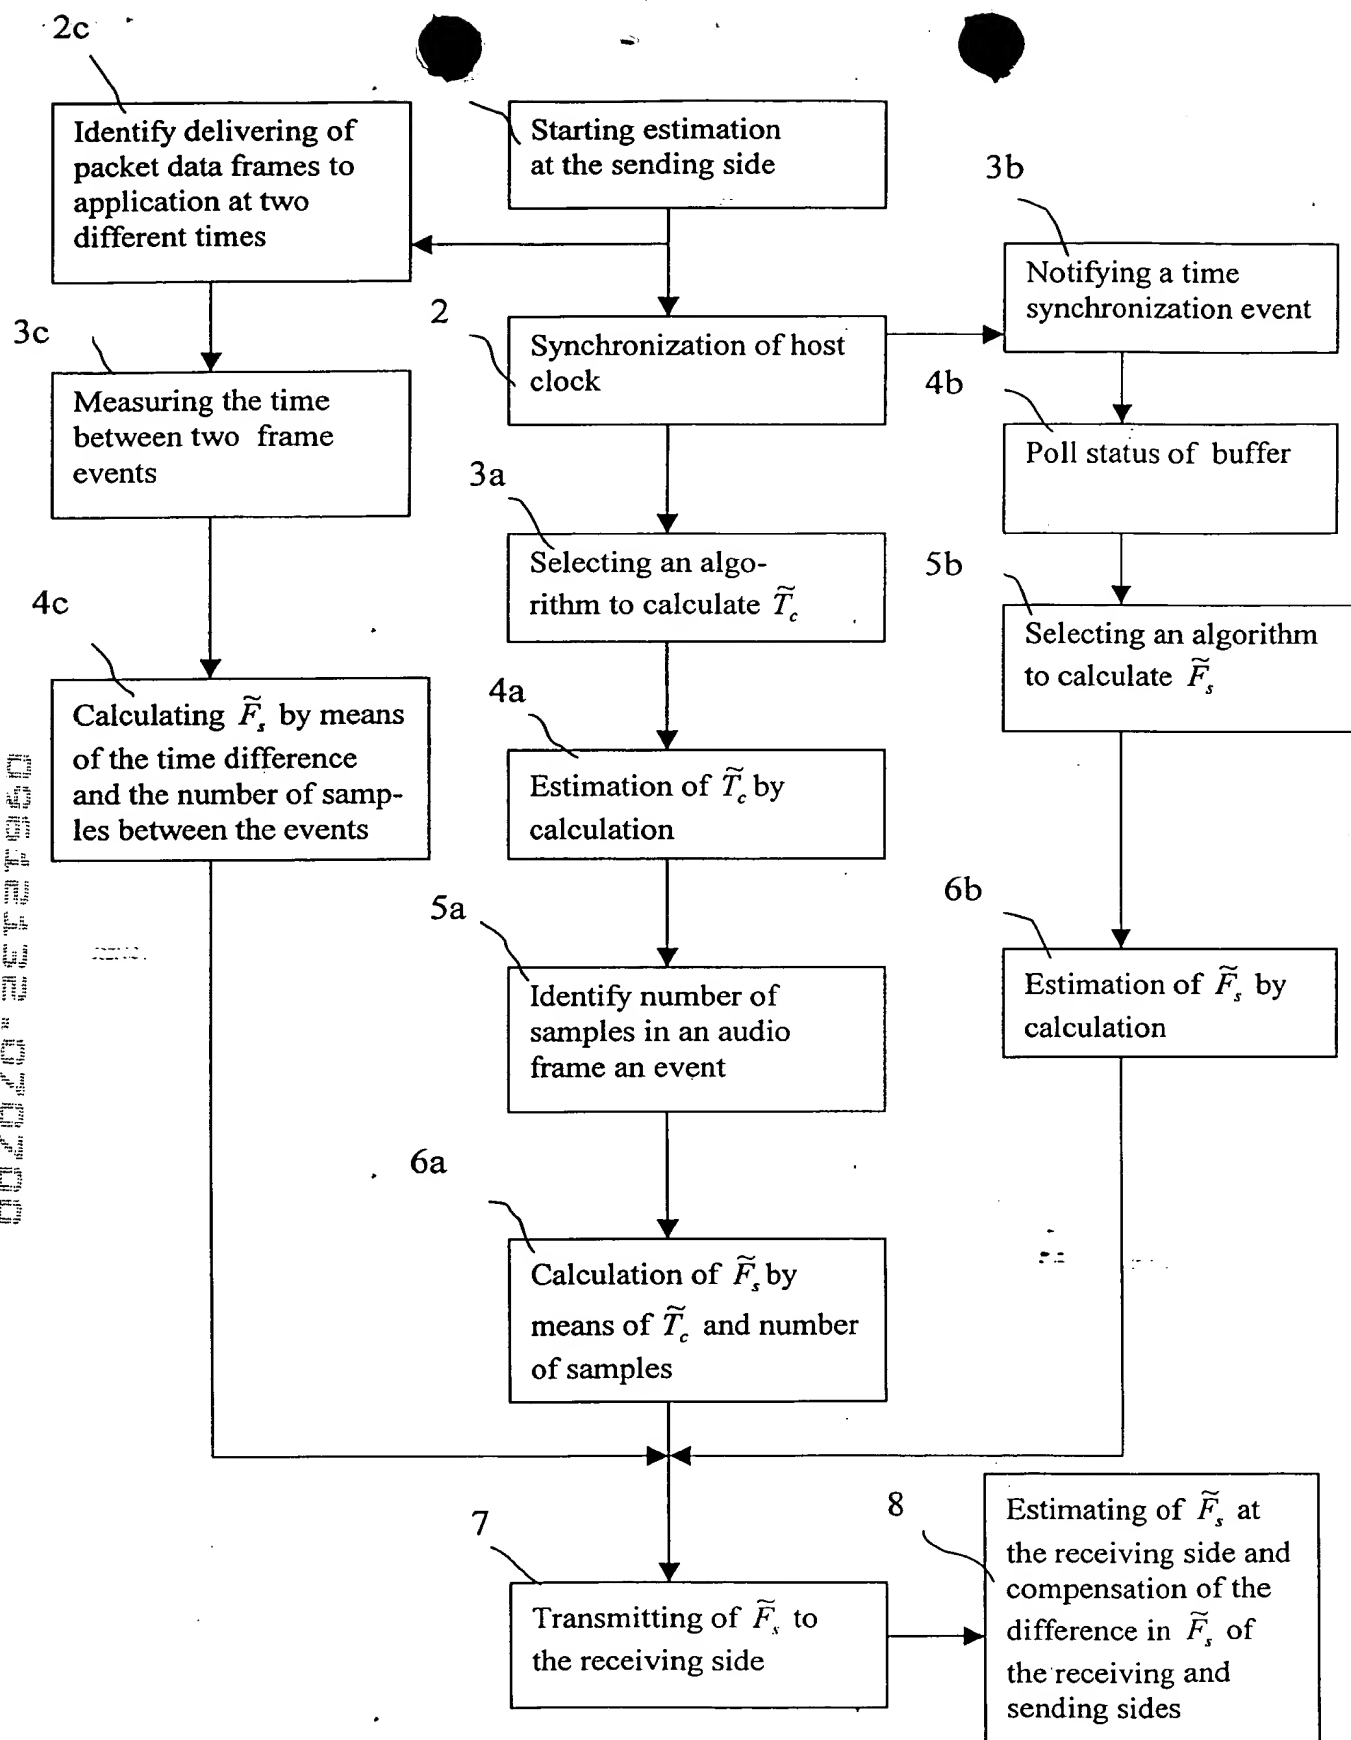 2c
Identify delivering of
packet data frames to
application at two
different times
Starting estimation
at the sending side
3b
Notifying a time
synchronization event
2
Synchronization of host
clock
3c
Measuring the time
between two frame
events
4b
Poll status of buffer
3a
Selecting an algo-
rithm to calculate T̃c
5b
Selecting an algorithm
to calculate F̃s
4c
Calculating F̃s by means
of the time difference
and the number of samp-
les between the events
4a
Estimation of T̃c by
calculation
6b
Estimation of F̃s by
calculation
5a
Identify number of
samples in an audio
frame an event
6a
Calculation of F̃s by
means of T̃c and number
of samples
7
Transmitting of F̃s to
the receiving side
8
Estimating of F̃s at
the receiving side and
compensation of the
difference in F̃s of
the receiving and
sending sides